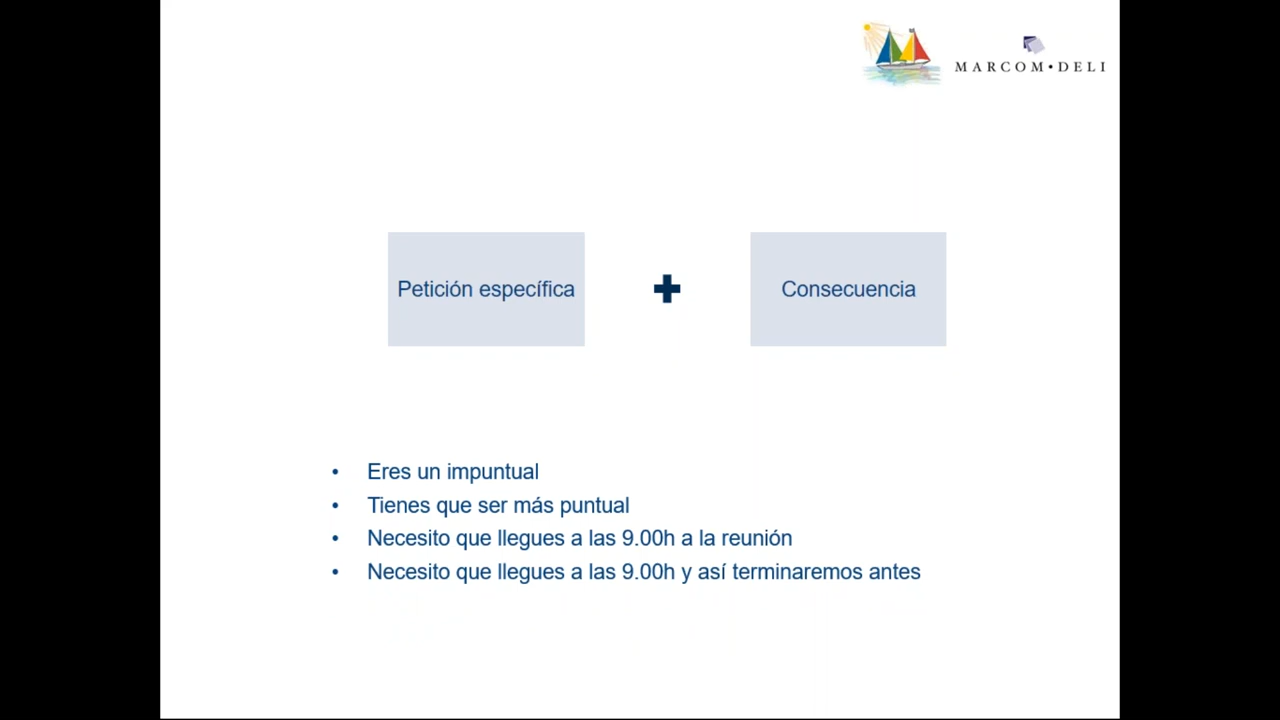 MARCOM•DELI
Petición específica
Consecuencia
• Eres un impuntual
• Tienes que ser más puntual
• Necesito que llegues a las 9.00h a la reunión
• Necesito que llegues a las 9.00h y así terminaremos antes